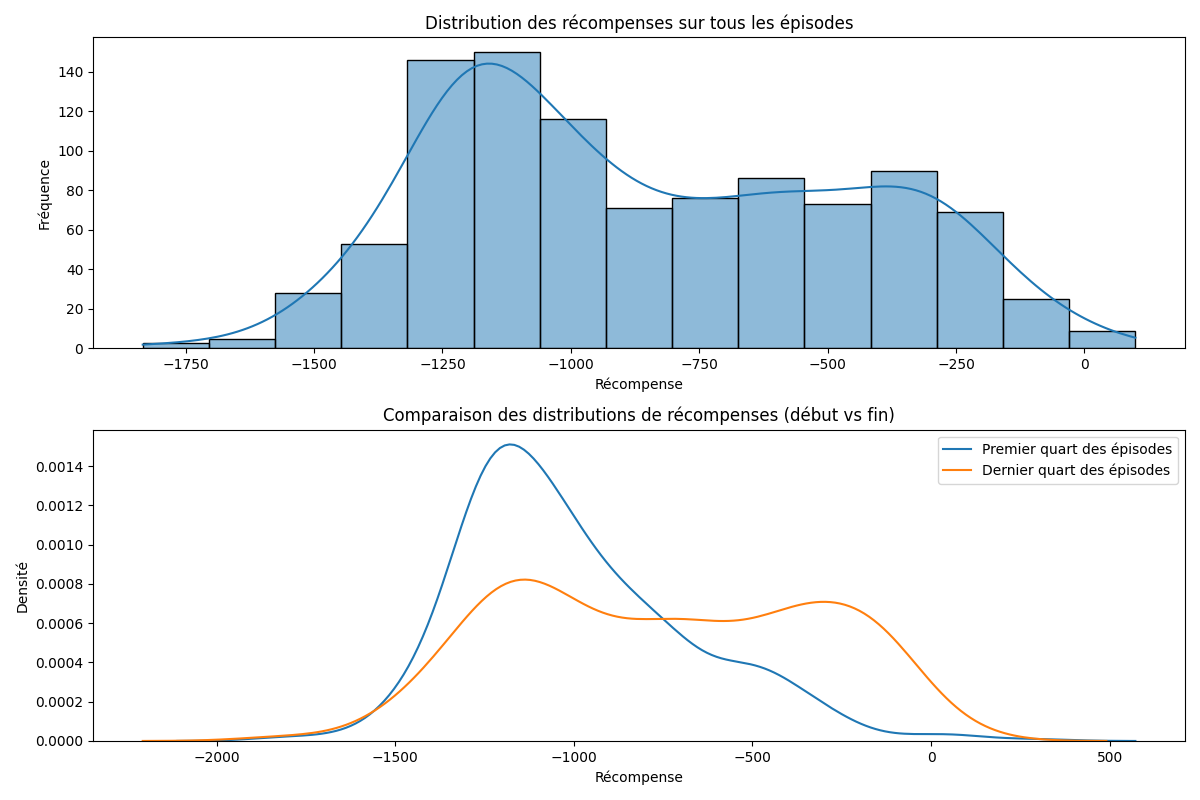 Distribution des récompenses sur tous les épisodes
Fréquence
140
120
100
80
60
40
20
0
−1750 −1500 −1250 −1000 −750 −500 −250 0
Récompense
Comparaison des distributions de récompenses (début vs fin)
Premier quart des épisodes
Dernier quart des épisodes
Densité
0.0014
0.0012
0.0010
0.0008
0.0006
0.0004
0.0002
0.0000
−2000 −1500 −1000 −500 0 500
Récompense